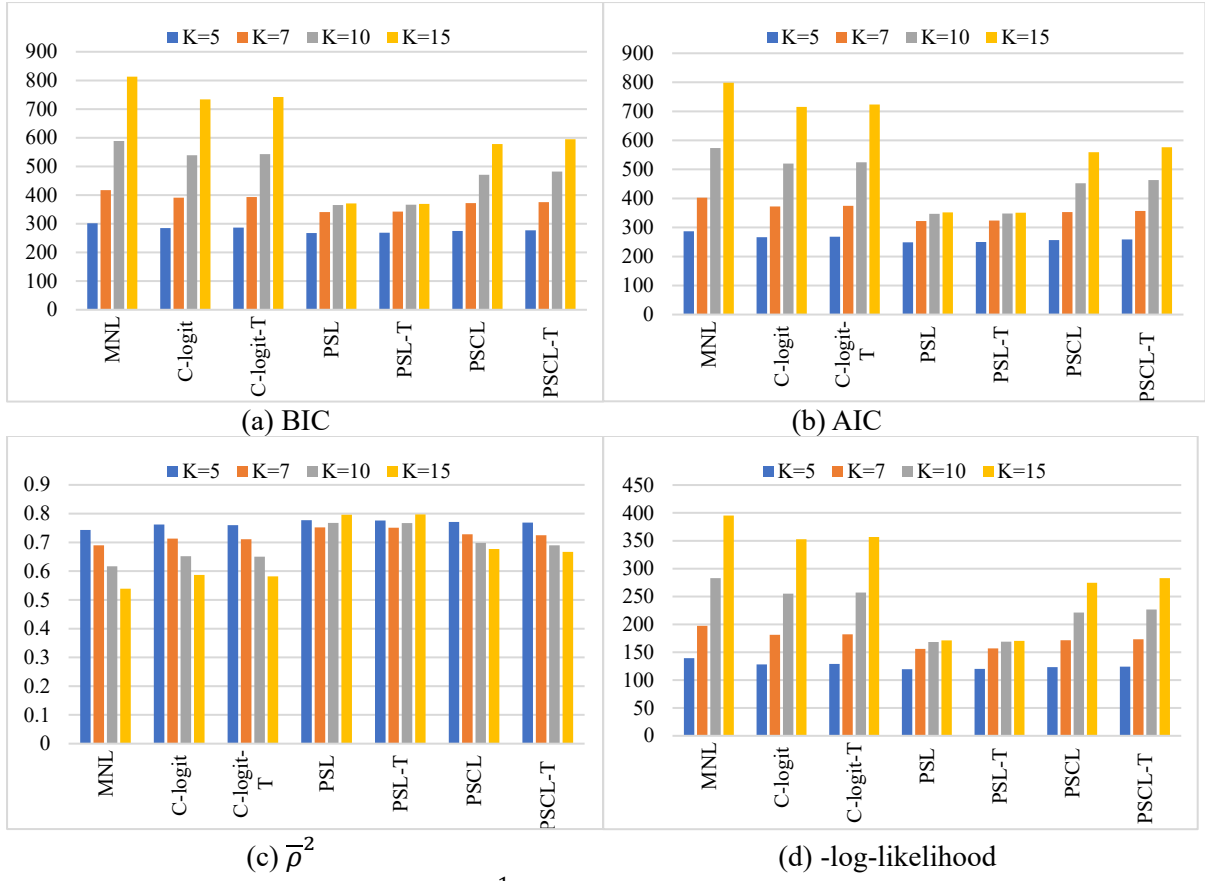 K=5 K=7 K=10 K=15
900
800
700
600
500
400
300
200
100
0
MNL
C-logit
C-logit-T
PSL
PSL-T
PSCL
PSCL-T
(a) BIC
K=5 K=7 K=10 K=15
900
800
700
600
500
400
300
200
100
0
MNL
C-logit
C-logit-
T
PSL
PSL-T
PSCL
PSCL-T
(b) AIC
K=5 K=7 K=10 K=15
0.9
0.8
0.7
0.6
0.5
0.4
0.3
0.2
0.1
0
MNL
C-logit
C-logit-
T
PSL
PSL-T
PSCL
PSCL-T
(c) ρ̅²
K=5 K=7 K=10 K=15
450
400
350
300
250
200
150
100
50
0
MNL
C-logit
C-logit-T
PSL
PSL-T
PSCL
PSCL-T
(d) -log-likelihood
1